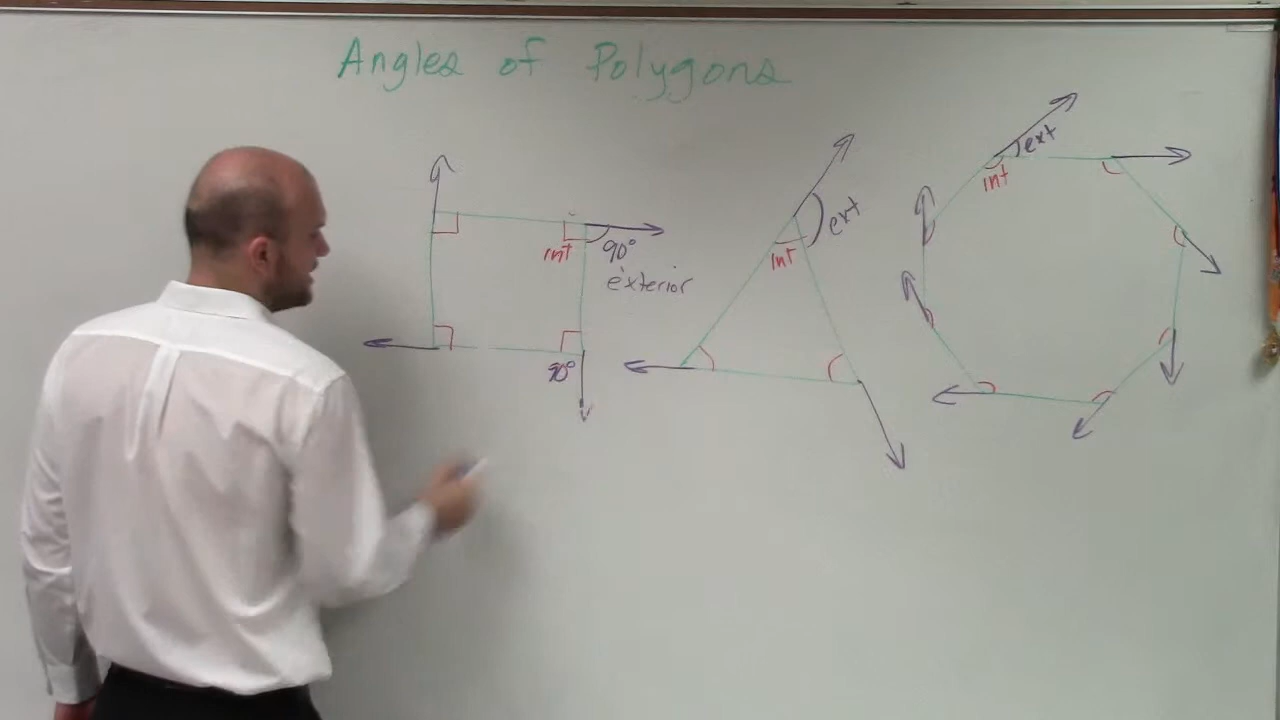 Angles of Polygons
int 90°
exterior
90°
int ext
int ext